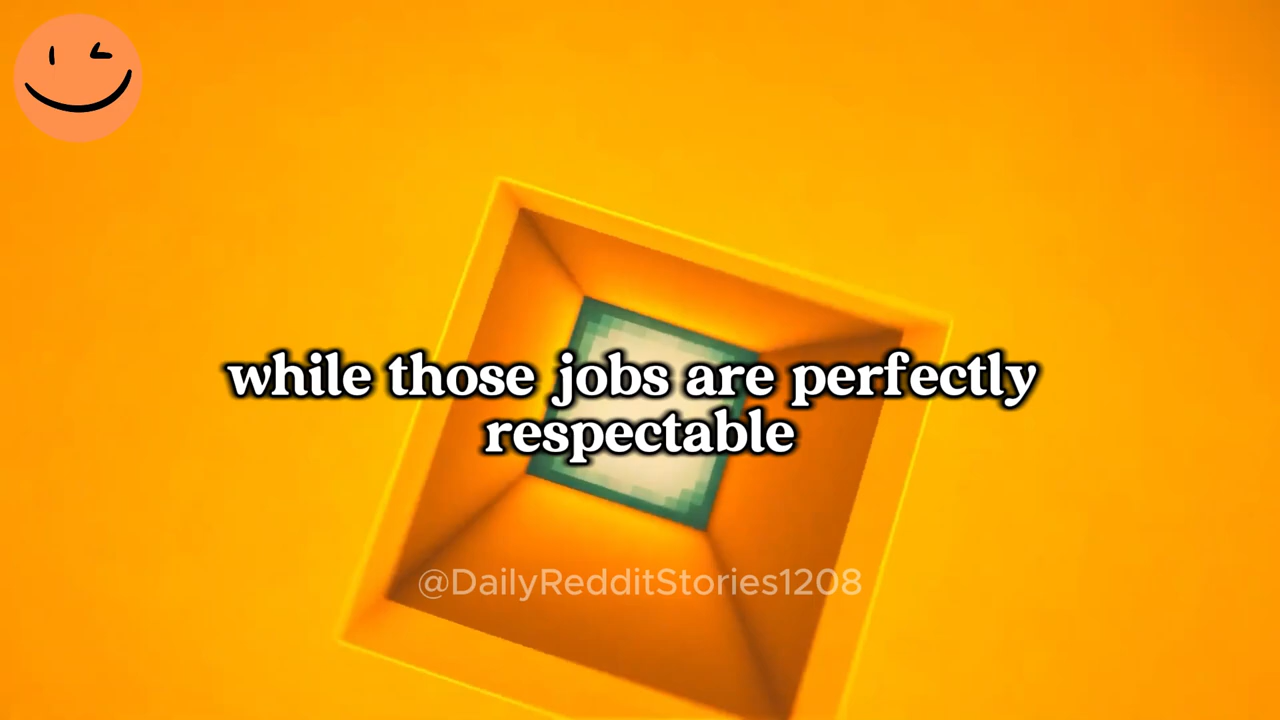 while those jobs are perfectly
respectable
@DailyRedditStories1208